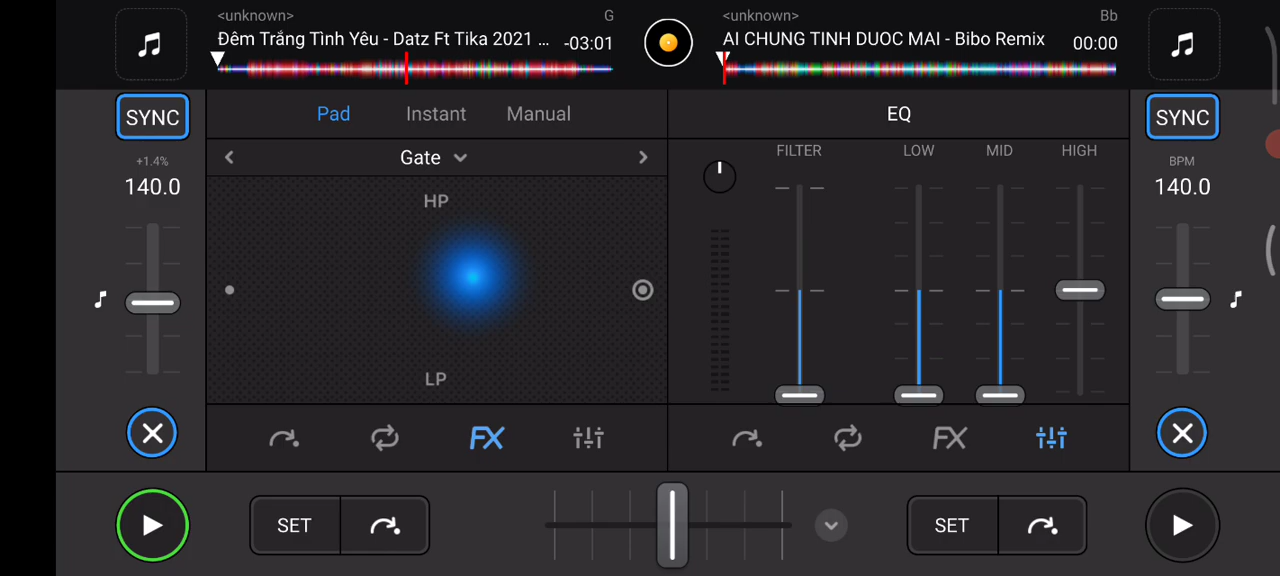 <unknown>
G
Đêm Trắng Tình Yêu - Datz Ft Tika 2021 ...
-03:01
<unknown>
Bb
AI CHUNG TINH DUOC MAI - Bibo Remix
00:00
SYNC
Pad
Instant
Manual
EQ
SYNC
+1.4%
140.0
Gate
HP
LP
FILTER
LOW
MID
HIGH
BPM
140.0
FX
FX
SET
SET